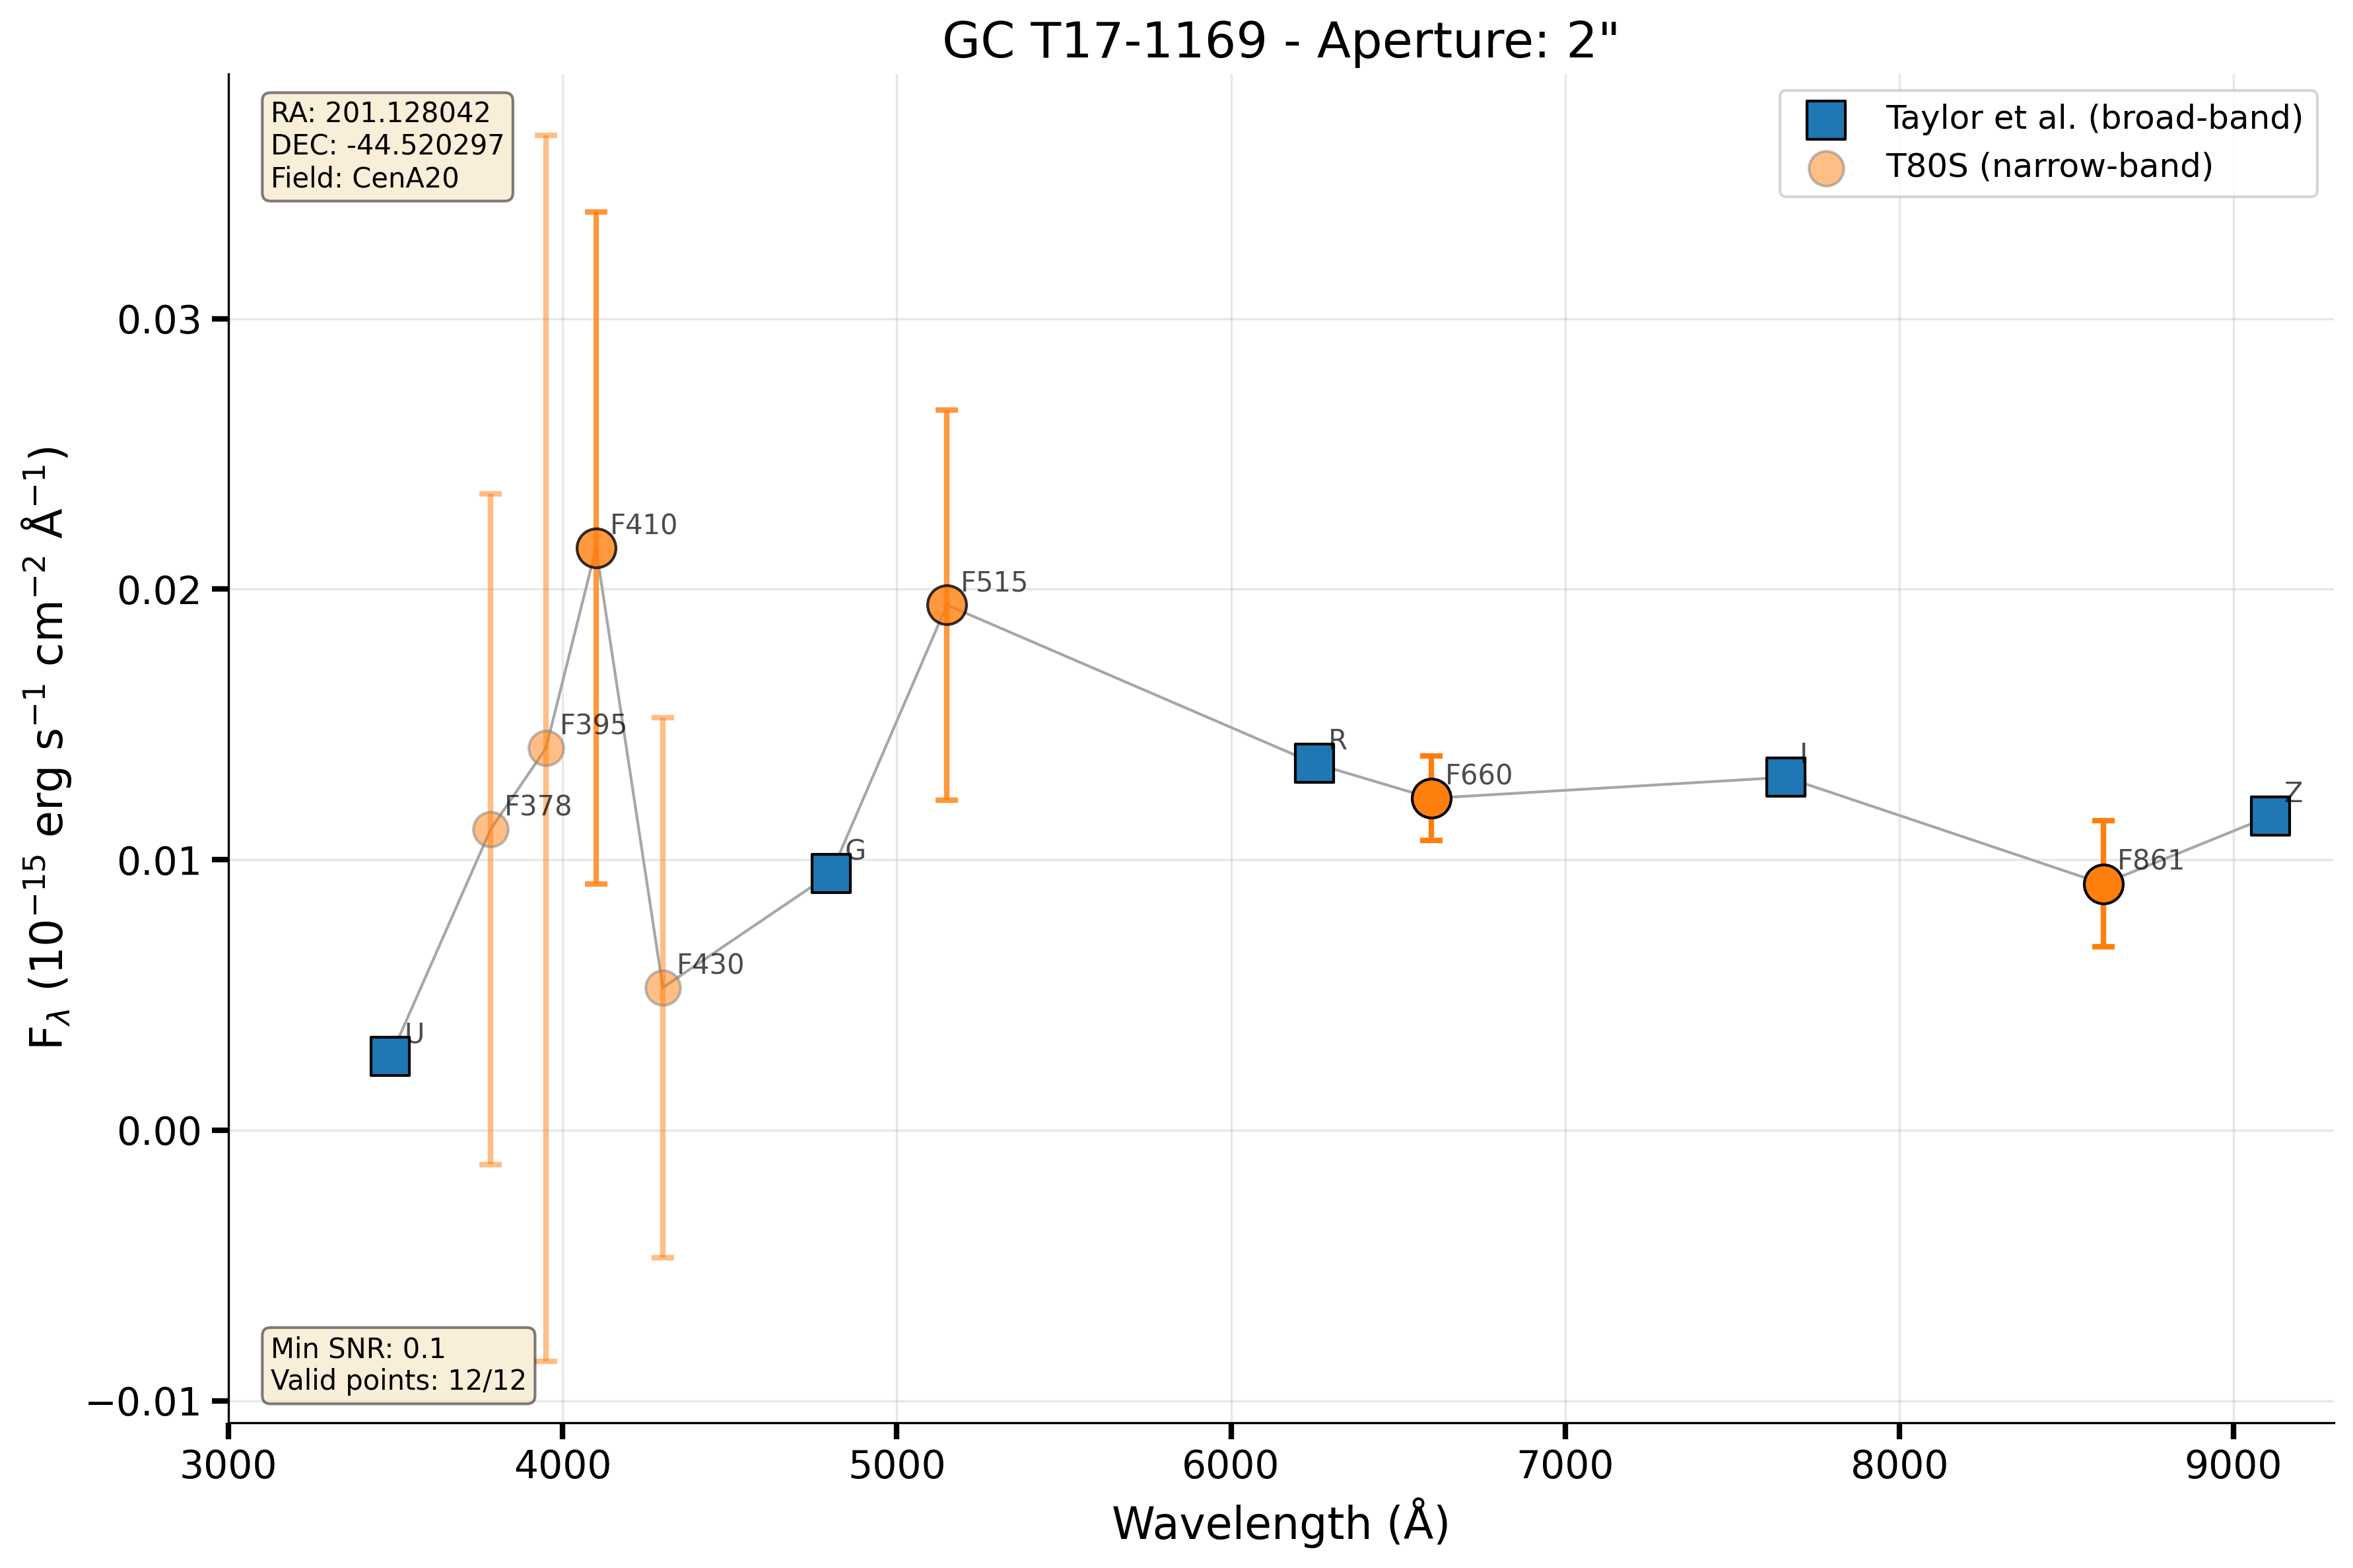 GC T17-1169 - Aperture: 2"
RA: 201.128042
DEC: -44.520297
Field: CenA20
Taylor et al. (broad-band)
T80S (narrow-band)
F_λ (10⁻¹⁵ erg s⁻¹ cm⁻² Å⁻¹)
0.03
0.02
0.01
0.00
−0.01
U
F378
F395
F410
F430
G
F515
R
F660
I
F861
Z
Min SNR: 0.1
Valid points: 12/12
3000 4000 5000 6000 7000 8000 9000
Wavelength (Å)